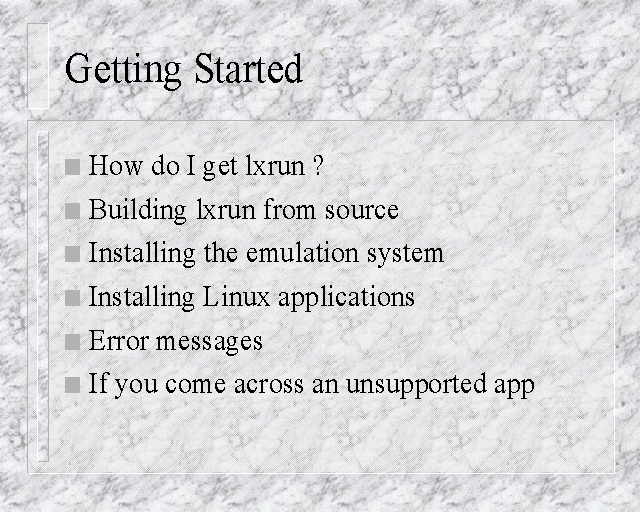 Getting Started
How do I get lxrun ?
Building lxrun from source
Installing the emulation system
Installing Linux applications
Error messages
If you come across an unsupported app